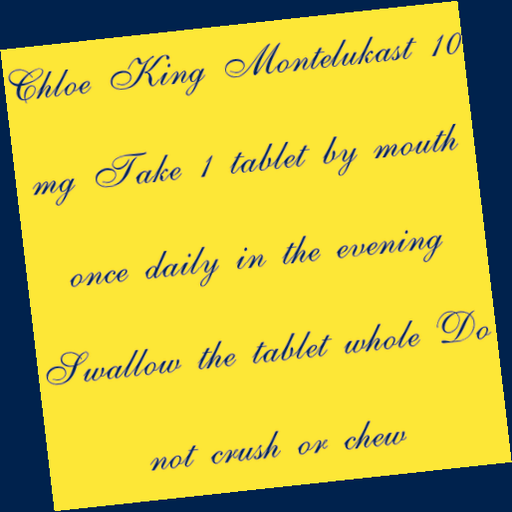 Chloe King Montelukast 10
mg Take 1 tablet by mouth
once daily in the evening
Swallow the tablet whole Do
not crush or chew